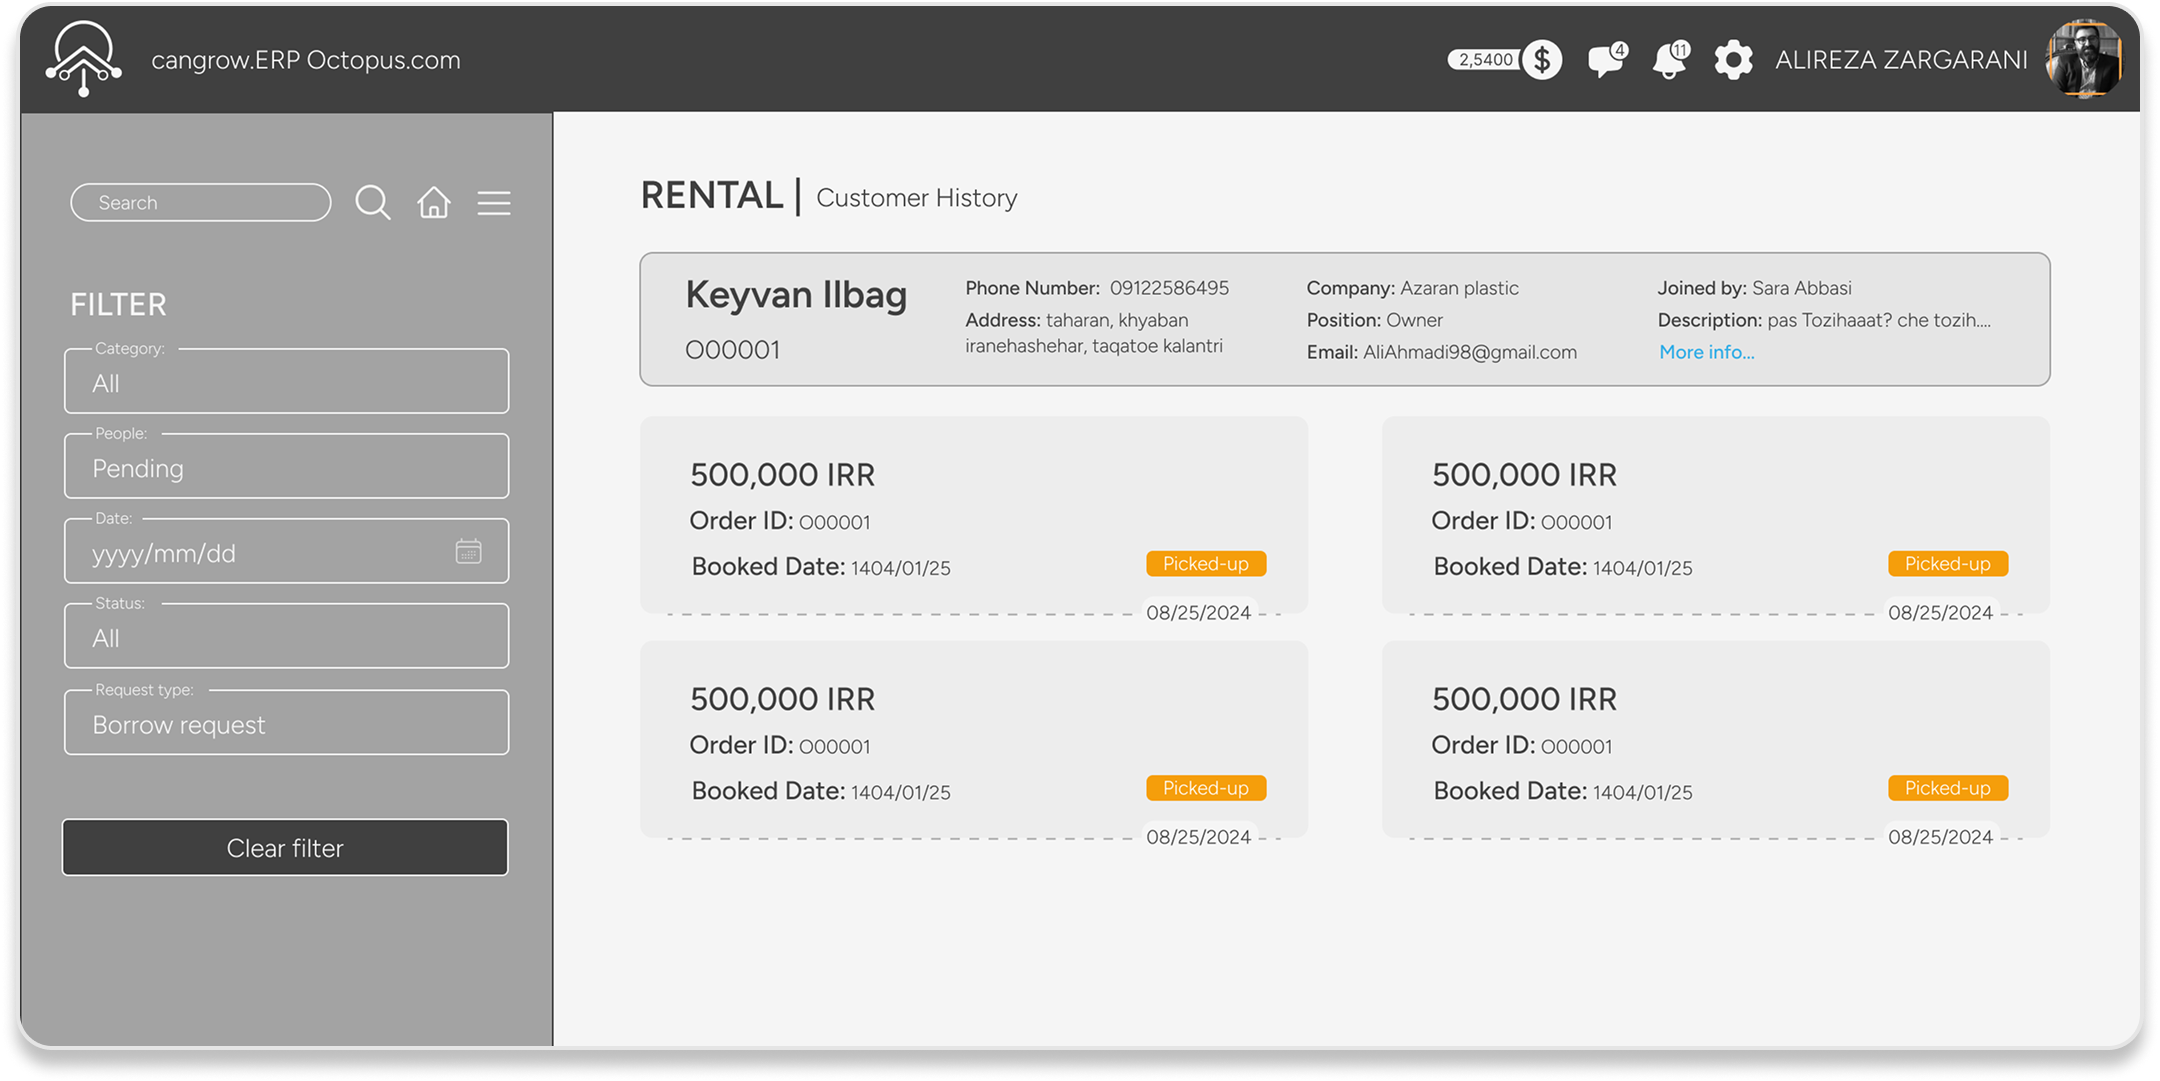 cangrow.ERP Octopus.com
2,5400
$
4
11
ALIREZA ZARGARANI
Search
FILTER
Category:
All
People:
Pending
Date:
yyyy/mm/dd
Status:
All
Request type:
Borrow request
Clear filter
RENTAL | Customer History
Keyvan Ilbag
O00001
Phone Number: 09122586495
Address: taharan, khyaban
iranehashehar, taqatoe kalantri
Company: Azaran plastic
Position: Owner
Email: AliAhmadi98@gmail.com
Joined by: Sara Abbasi
Description: pas Tozihaaat? che tozih....
More info...
500,000 IRR
Order ID: O00001
Booked Date: 1404/01/25
Picked-up
08/25/2024
500,000 IRR
Order ID: O00001
Booked Date: 1404/01/25
Picked-up
08/25/2024
500,000 IRR
Order ID: O00001
Booked Date: 1404/01/25
Picked-up
08/25/2024
500,000 IRR
Order ID: O00001
Booked Date: 1404/01/25
Picked-up
08/25/2024